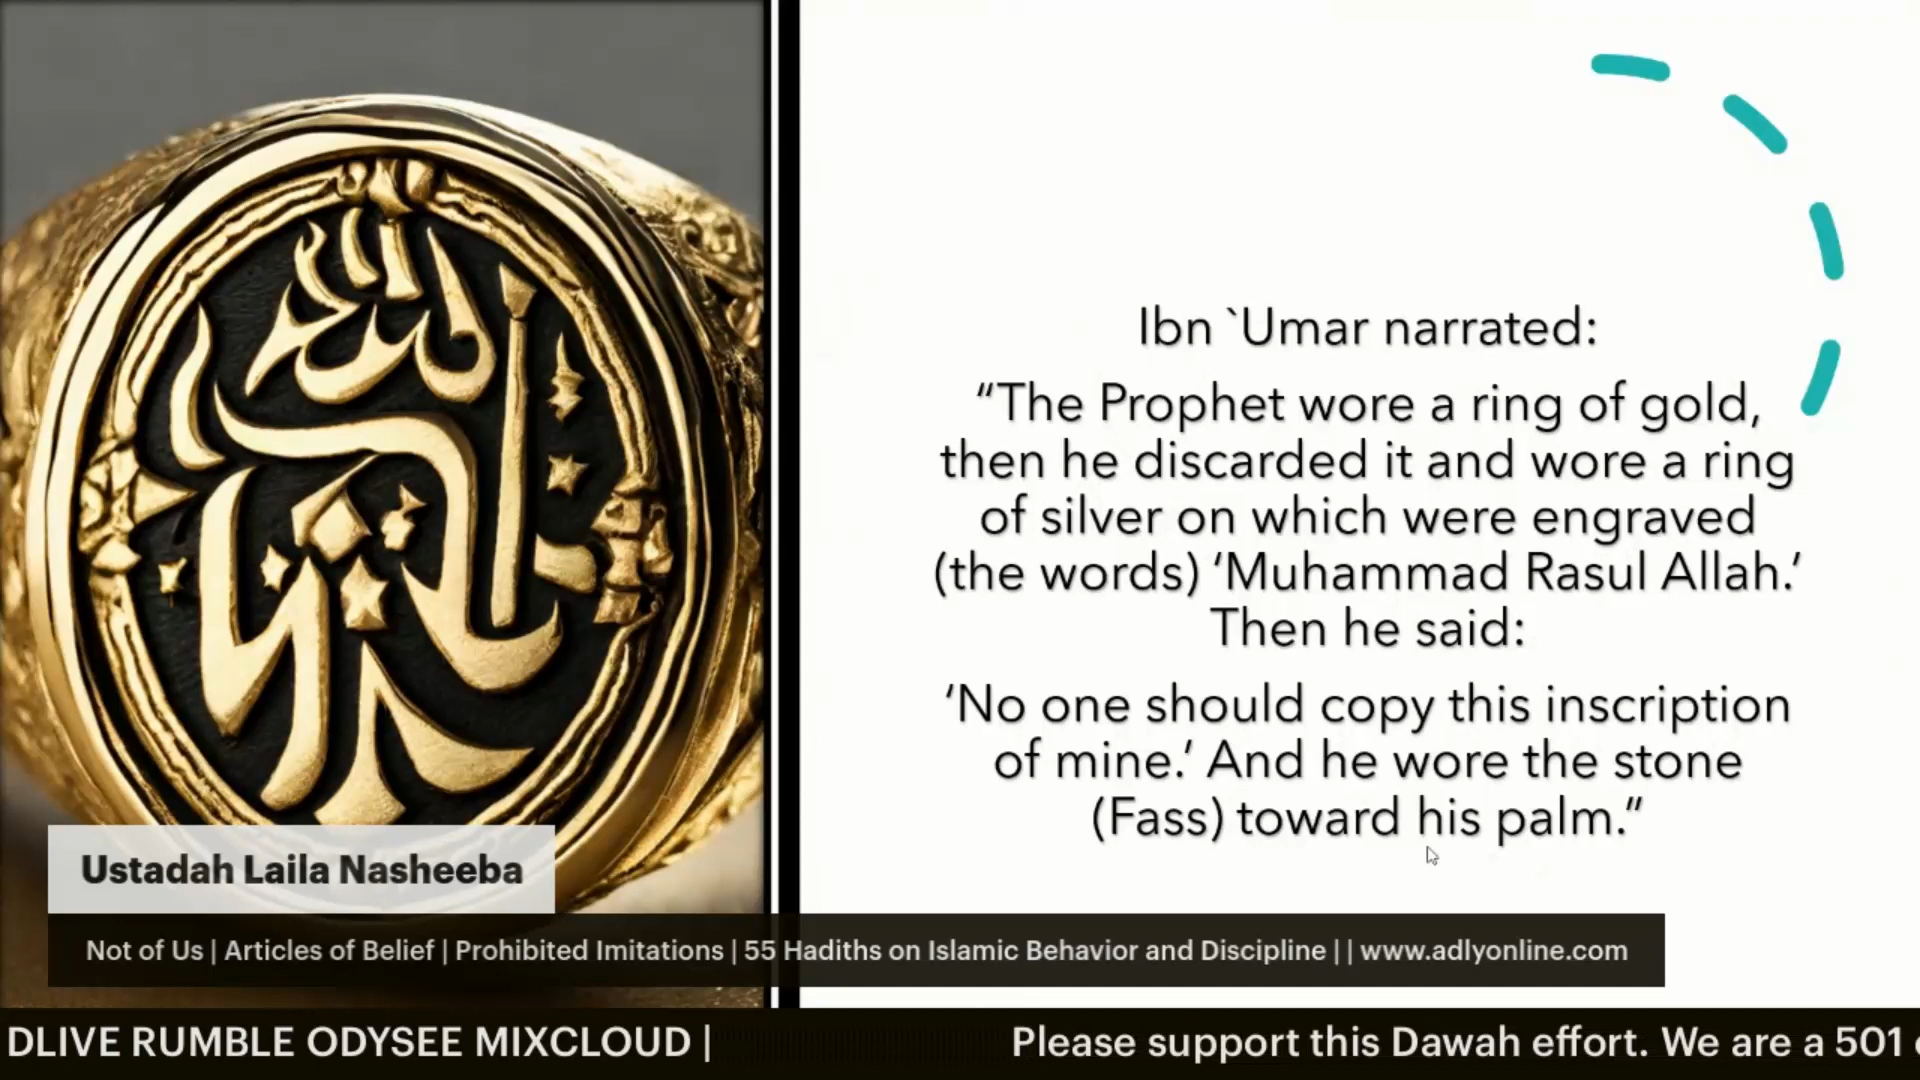 Ibn `Umar narrated:
“The Prophet wore a ring of gold,
then he discarded it and wore a ring
of silver on which were engraved
(the words) ‘Muhammad Rasul Allah.’
Then he said:
‘No one should copy this inscription
of mine.’ And he wore the stone
(Fass) toward his palm.”
Ustadah Laila Nasheeba
Not of Us | Articles of Belief | Prohibited Imitations | 55 Hadiths on Islamic Behavior and Discipline | | www.adlyonline.com
DLIVE RUMBLE ODYSEE MIXCLOUD | Please support this Dawah effort. We are a 501